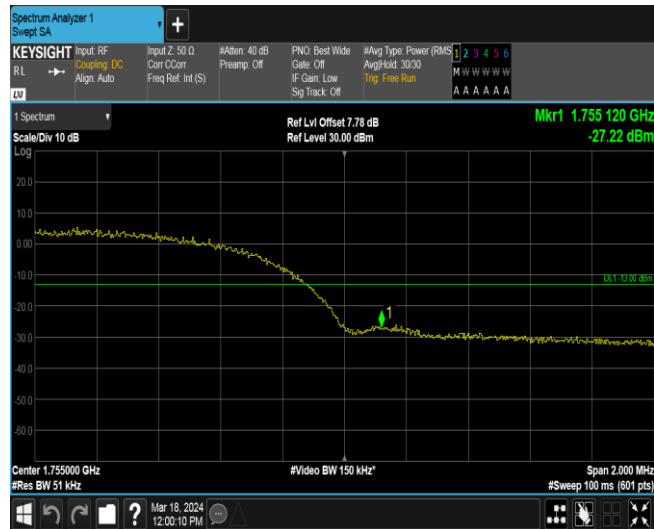 Spectrum Analyzer 1
Swept SA
+
KEYSIGHT
RL
LXI
Input: RF
Coupling: DC
Align: Auto
Input Z: 50 Ω
Corr CCorr
Freq Ref: Int (S)
#Atten: 40 dB
Preamp: Off
PNO: Best Wide
Gate: Off
IF Gain: Low
Sig Track: Off
#Avg Type: Power (RMS
Avg|Hold: 30/30
Trig: Free Run
1 2 3 4 5 6
M W W W W W
A A A A A A
1 Spectrum
Scale/Div 10 dB
Log
Ref Lvl Offset 7.78 dB
Ref Level 30.00 dBm
Mkr1 1.755 120 GHz
-27.22 dBm
20.0
10.0
0.00
-10.0
DL1 -13.00 dBm
-20.0
1
-30.0
-40.0
-50.0
-60.0
Center 1.755000 GHz
#Video BW 150 kHz*
Span 2.000 MHz
#Res BW 51 kHz
#Sweep 100 ms (601 pts)
?
Mar 18, 2024
12:00:10 PM